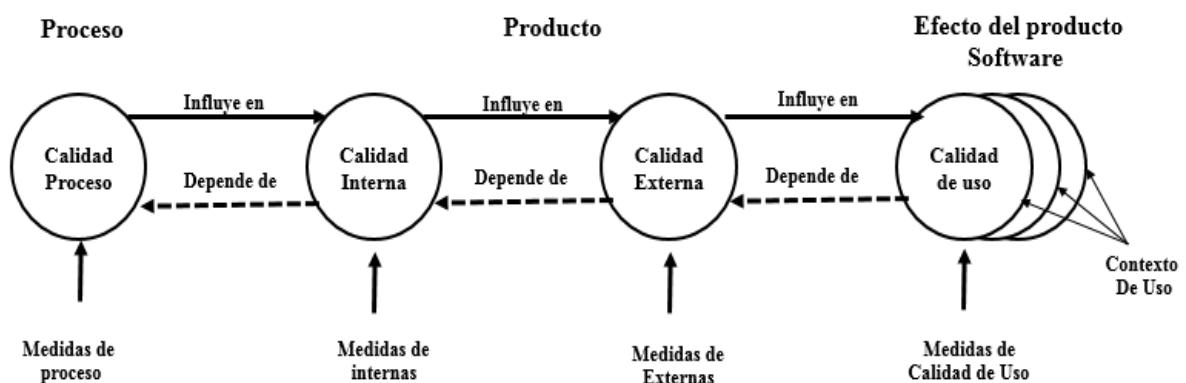 Proceso
Producto
Efecto del producto
Software
Influye en
Influye en
Influye en
Calidad
Proceso
Calidad
Interna
Calidad
Externa
Calidad
de uso
Depende de
Depende de
Depende de
Contexto
De Uso
Medidas de
proceso
Medidas de
internas
Medidas de
Externas
Medidas de
Calidad de Uso